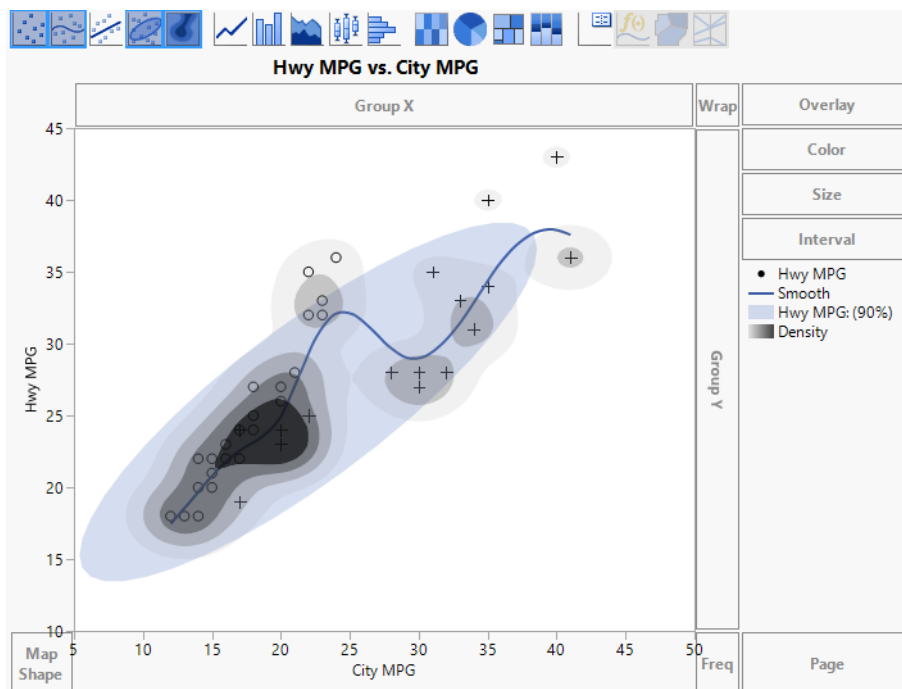 Hwy MPG vs. City MPG
Group X
Wrap
Overlay
Color
Size
Interval
Hwy MPG
Smooth
Hwy MPG: (90%)
Density
Group Y
Hwy MPG
45
40
35
30
25
20
15
10
5 10 15 20 25 30 35 40 45 50
City MPG
Map
Shape
Freq
Page